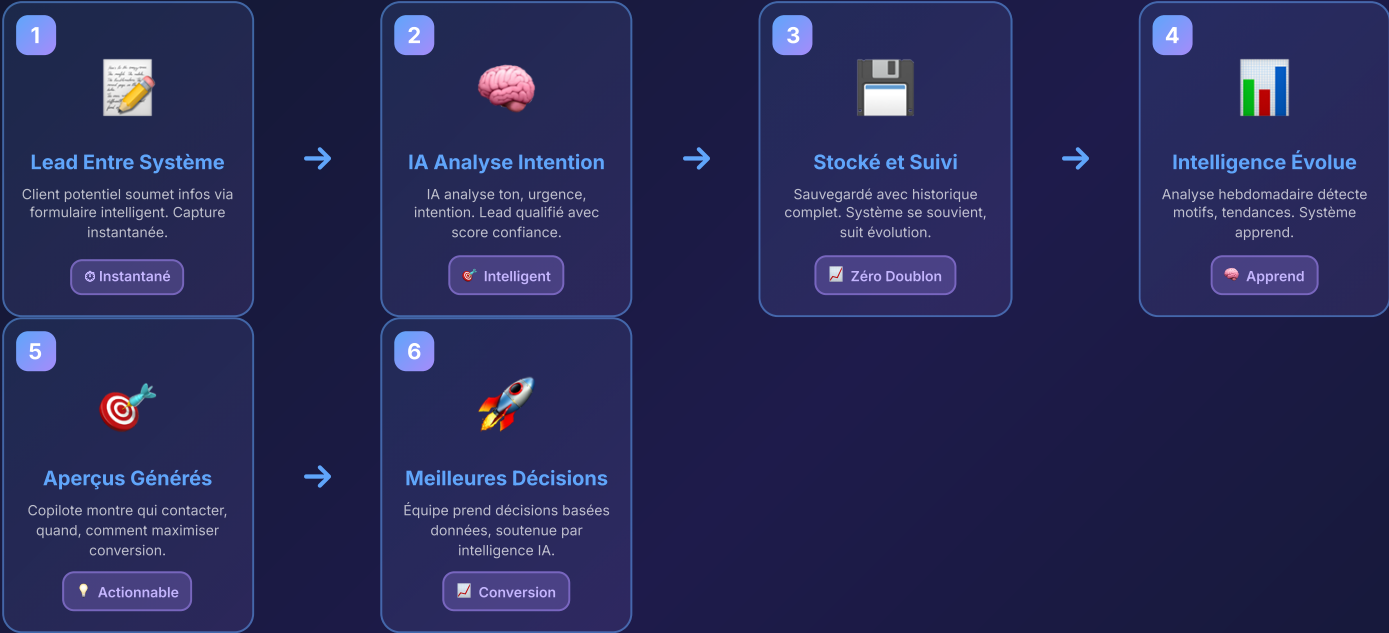 1
Lead Entre Système
Client potentiel soumet infos via
formulaire intelligent. Capture
instantanée.
Instantané
2
IA Analyse Intention
IA analyse ton, urgence,
intention. Lead qualifié avec
score confiance.
Intelligent
3
Stocké et Suivi
Sauvegardé avec historique
complet. Système se souvient,
suit évolution.
Zéro Doublon
4
Intelligence Évolue
Analyse hebdomadaire détecte
motifs, tendances. Système
apprend.
Apprend
5
Aperçus Générés
Copilote montre qui contacter,
quand, comment maximiser
conversion.
Actionnable
6
Meilleures Décisions
Équipe prend décisions basées
données, soutenue par
intelligence IA.
Conversion